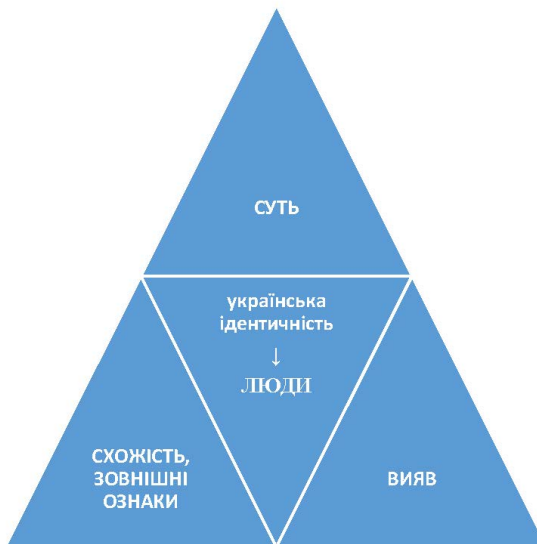 СУТЬ
українська
ідентичність
↓
ЛЮДИ
СХОЖІСТЬ,
ЗОВНІШНІ
ОЗНАКИ
ВИЯВ